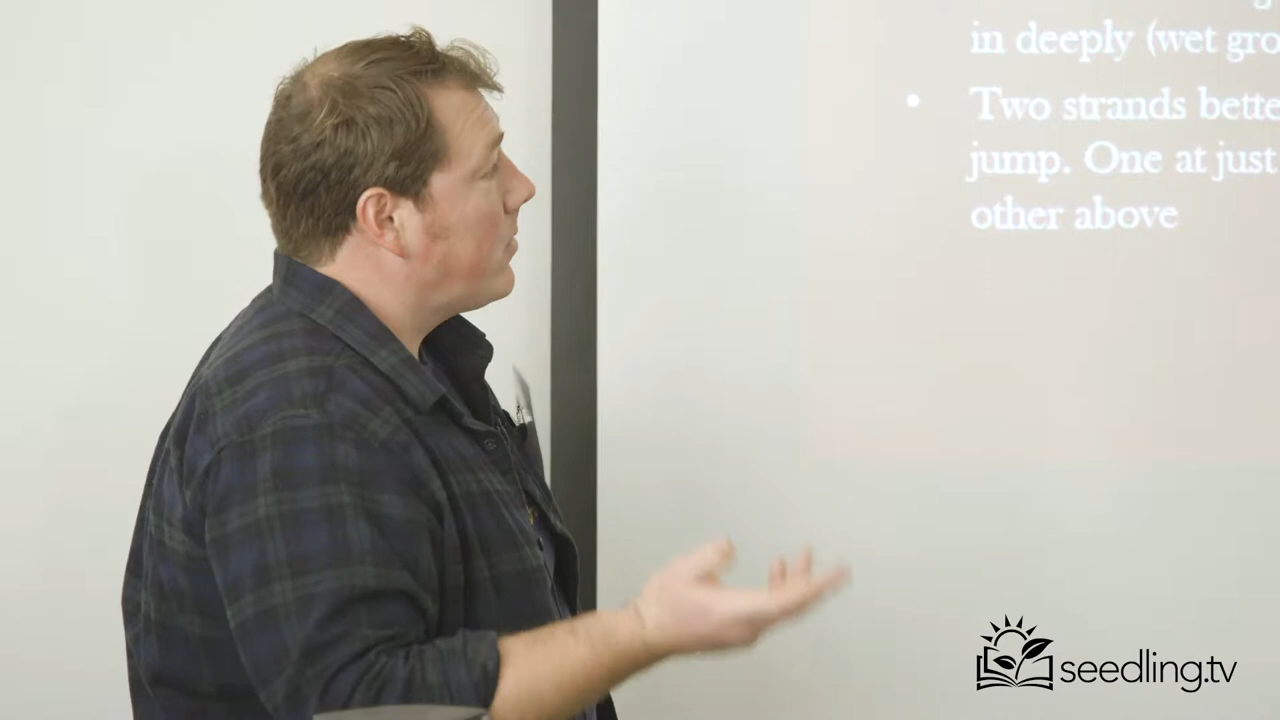 in deeply (wet gro
• Two strands bette
jump. One at just
other above
seedling.tv